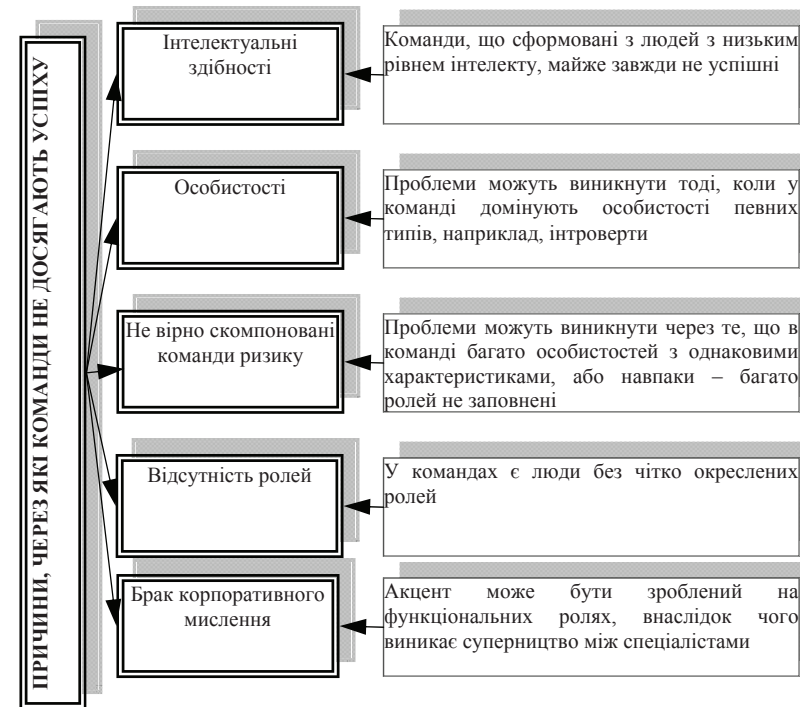 ПРИЧИНИ, ЧЕРЕЗ ЯКІ КОМАНДИ НЕ ДОСЯГАЮТЬ УСПІХУ
Інтелектуальні
здібності
Команди, що сформовані з людей з низьким
рівнем інтелекту, майже завжди не успішні
Особистості
Проблеми можуть виникнути тоді, коли у
команді домінують особистості певних
типів, наприклад, інтроверти
Не вірно скомпоновані
команди ризику
Проблеми можуть виникнути через те, що в
команді багато особистостей з однаковими
характеристиками, або навпаки – багато
ролей не заповнені
Відсутність ролей
У командах є люди без чітко окреслених
ролей
Брак корпоративного
мислення
Акцент може бути зроблений на
функціональних ролях, внаслідок чого
виникає суперництво між спеціалістами